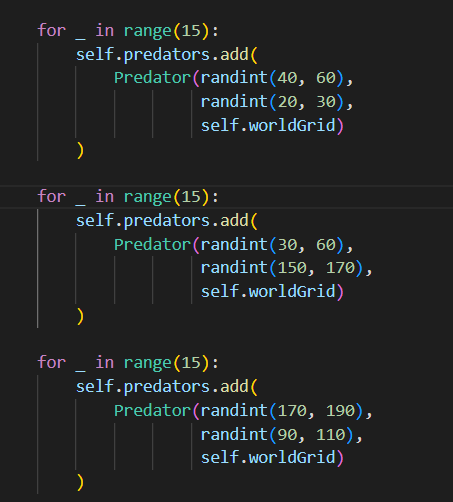 for _ in range(15):
    self.predators.add(
        Predator(randint(40, 60),
                 randint(20, 30),
                 self.worldGrid)
    )
for _ in range(15):
    self.predators.add(
        Predator(randint(30, 60),
                 randint(150, 170),
                 self.worldGrid)
    )
for _ in range(15):
    self.predators.add(
        Predator(randint(170, 190),
                 randint(90, 110),
                 self.worldGrid)
    )